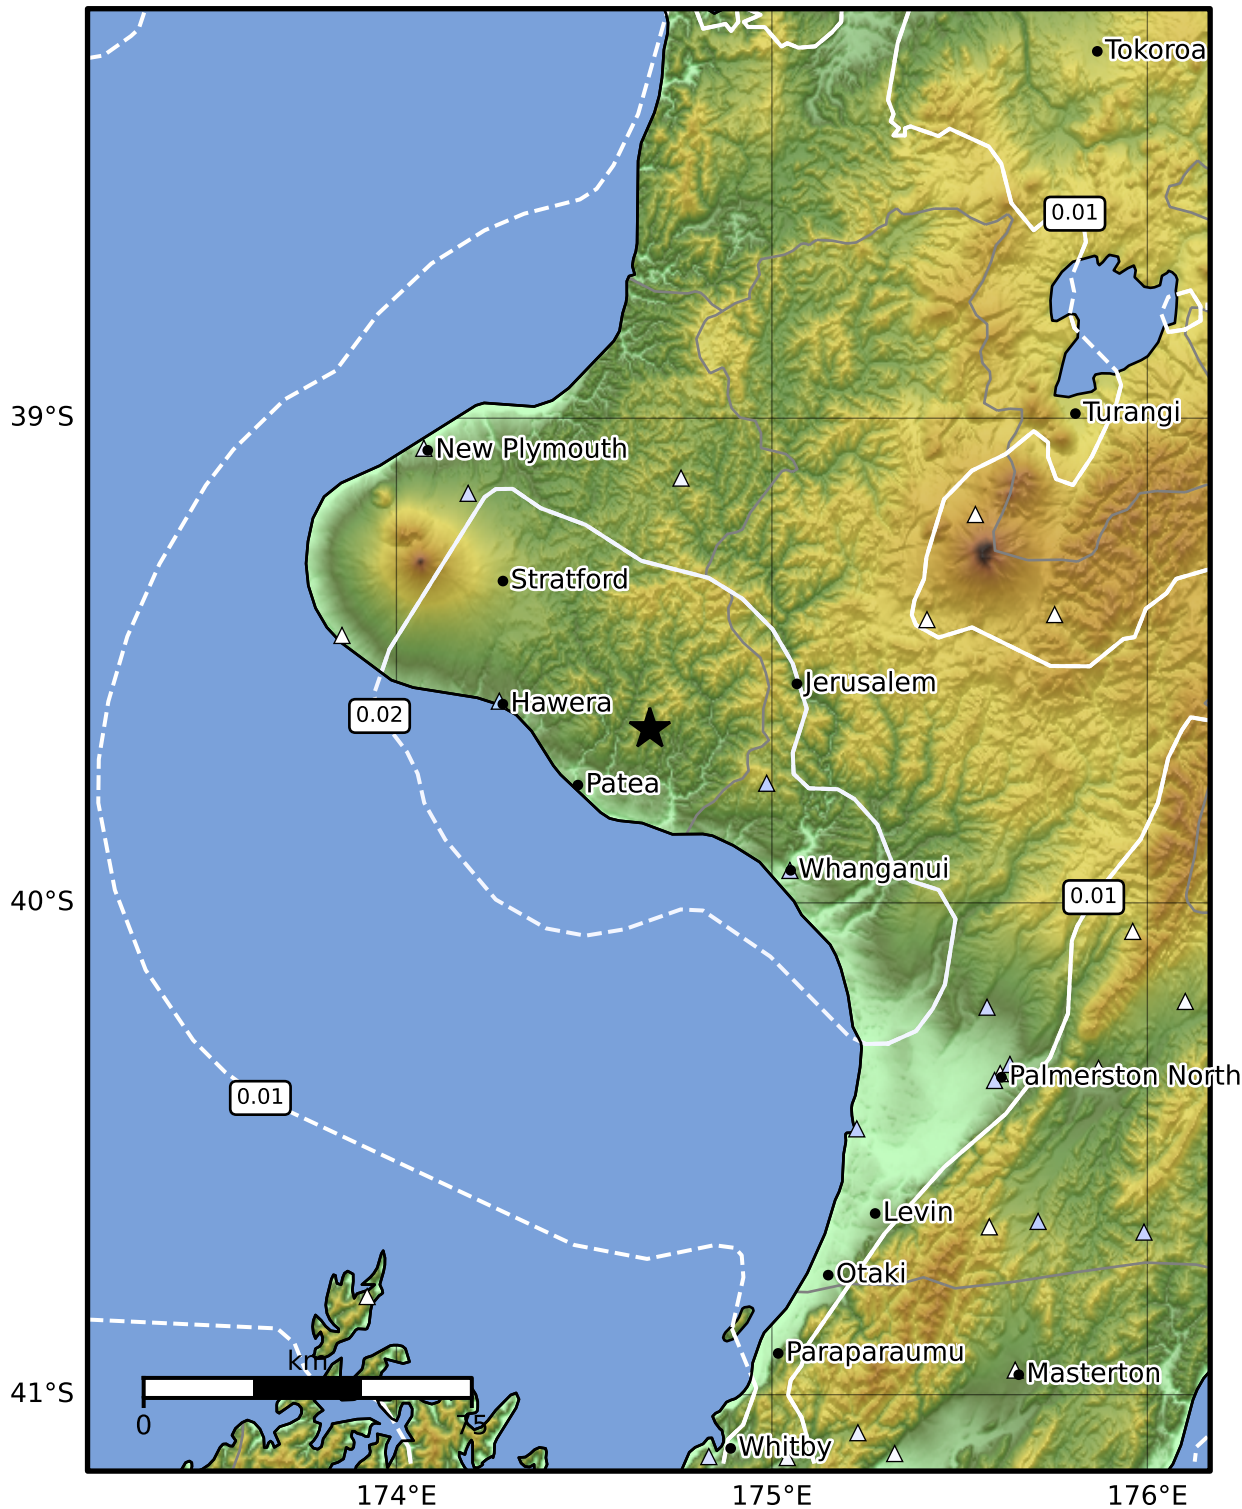 Tokoroa
0.01
39°S
Turangi
New Plymouth
Stratford
Jerusalem
Hawera
0.02
Patea
Whanganui
0.01
40°S
Palmerston North
0.01
Levin
Otaki
Paraparaumu
km
Masterton
41°S
0
75
Whitby
174°E
175°E
176°E